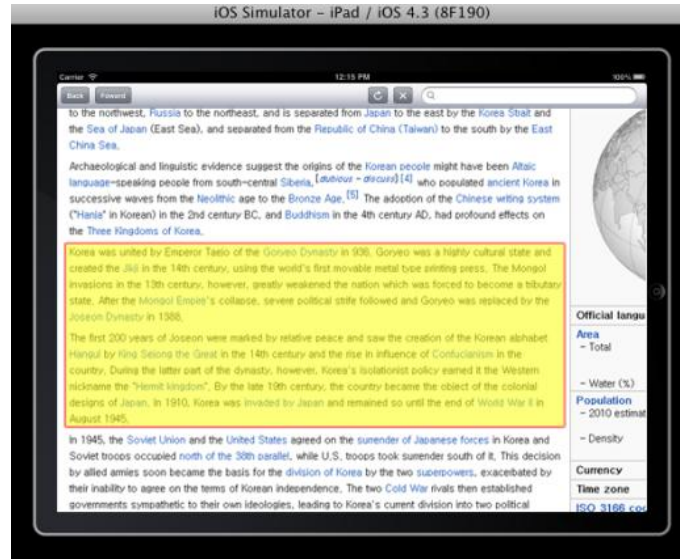 iOS Simulator – iPad / iOS 4.3 (8F190)
Carrier
12:15 PM
100%
Back
Foward
to the northwest, Russia to the northeast, and is separated from Japan to the east by the Korea Strait and
the Sea of Japan (East Sea), and separated from the Republic of China (Taiwan) to the south by the East
China Sea.
Archaeological and linguistic evidence suggest the origins of the Korean people might have been Altaic
language-speaking people from south-central Siberia,[dubious – discuss][4] who populated ancient Korea in
successive waves from the Neolithic age to the Bronze Age.[5] The adoption of the Chinese writing system
("Hanja" in Korean) in the 2nd century BC, and Buddhism in the 4th century AD, had profound effects on
the Three Kingdoms of Korea.
Korea was united by Emperor Taejo of the Goryeo Dynasty in 936. Goryeo was a highly cultural state and
created the Jikji in the 14th century, using the world's first movable metal type printing press. The Mongol
invasions in the 13th century, however, greatly weakened the nation which was forced to become a tributary
state. After the Mongol Empire's collapse, severe political strife followed and Goryeo was replaced by the
Joseon Dynasty in 1388.
The first 200 years of Joseon were marked by relative peace and saw the creation of the Korean alphabet
Hangul by King Sejong the Great in the 14th century and the rise in influence of Confucianism in the
country. During the latter part of the dynasty, however, Korea's isolationist policy earned it the Western
nickname the "Hermit kingdom". By the late 19th century, the country became the object of the colonial
designs of Japan. In 1910, Korea was invaded by Japan and remained so until the end of World War II in
August 1945.
In 1945, the Soviet Union and the United States agreed on the surrender of Japanese forces in Korea and
Soviet troops occupied north of the 38th parallel, while U.S. troops took surrender south of it. This decision
by allied armies soon became the basis for the division of Korea by the two superpowers, exacerbated by
their inability to agree on the terms of Korean independence. The two Cold War rivals then established
governments sympathetic to their own ideologies, leading to Korea's current division into two political
Official langu
Area
– Total
– Water (%)
Population
– 2010 estimat
– Density
Currency
Time zone
ISO 3166 cod